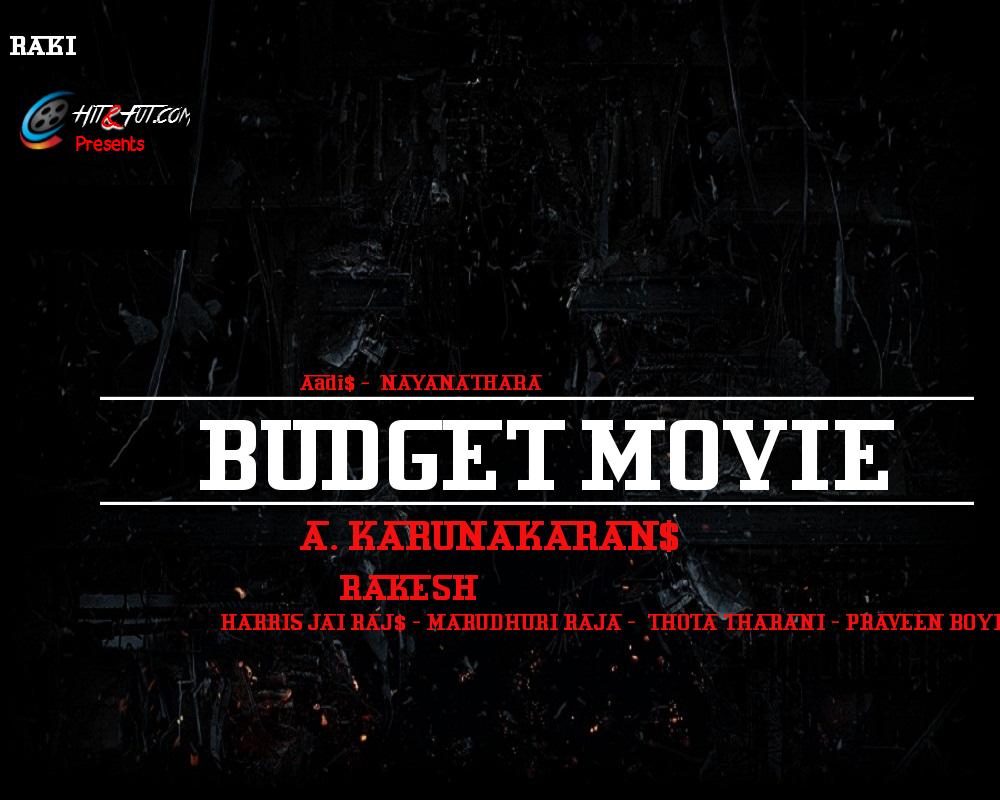 RAKI
HIT&FUT.COM
Presents
Aadi$ - NAYANATHARA
BUDGET MOVIE
A. KARUNAKARAN$
RAKESH
HARRIS JAI RAJ$ - MARUDHURI RAJA - THOTA THARANI - PRAVEEN